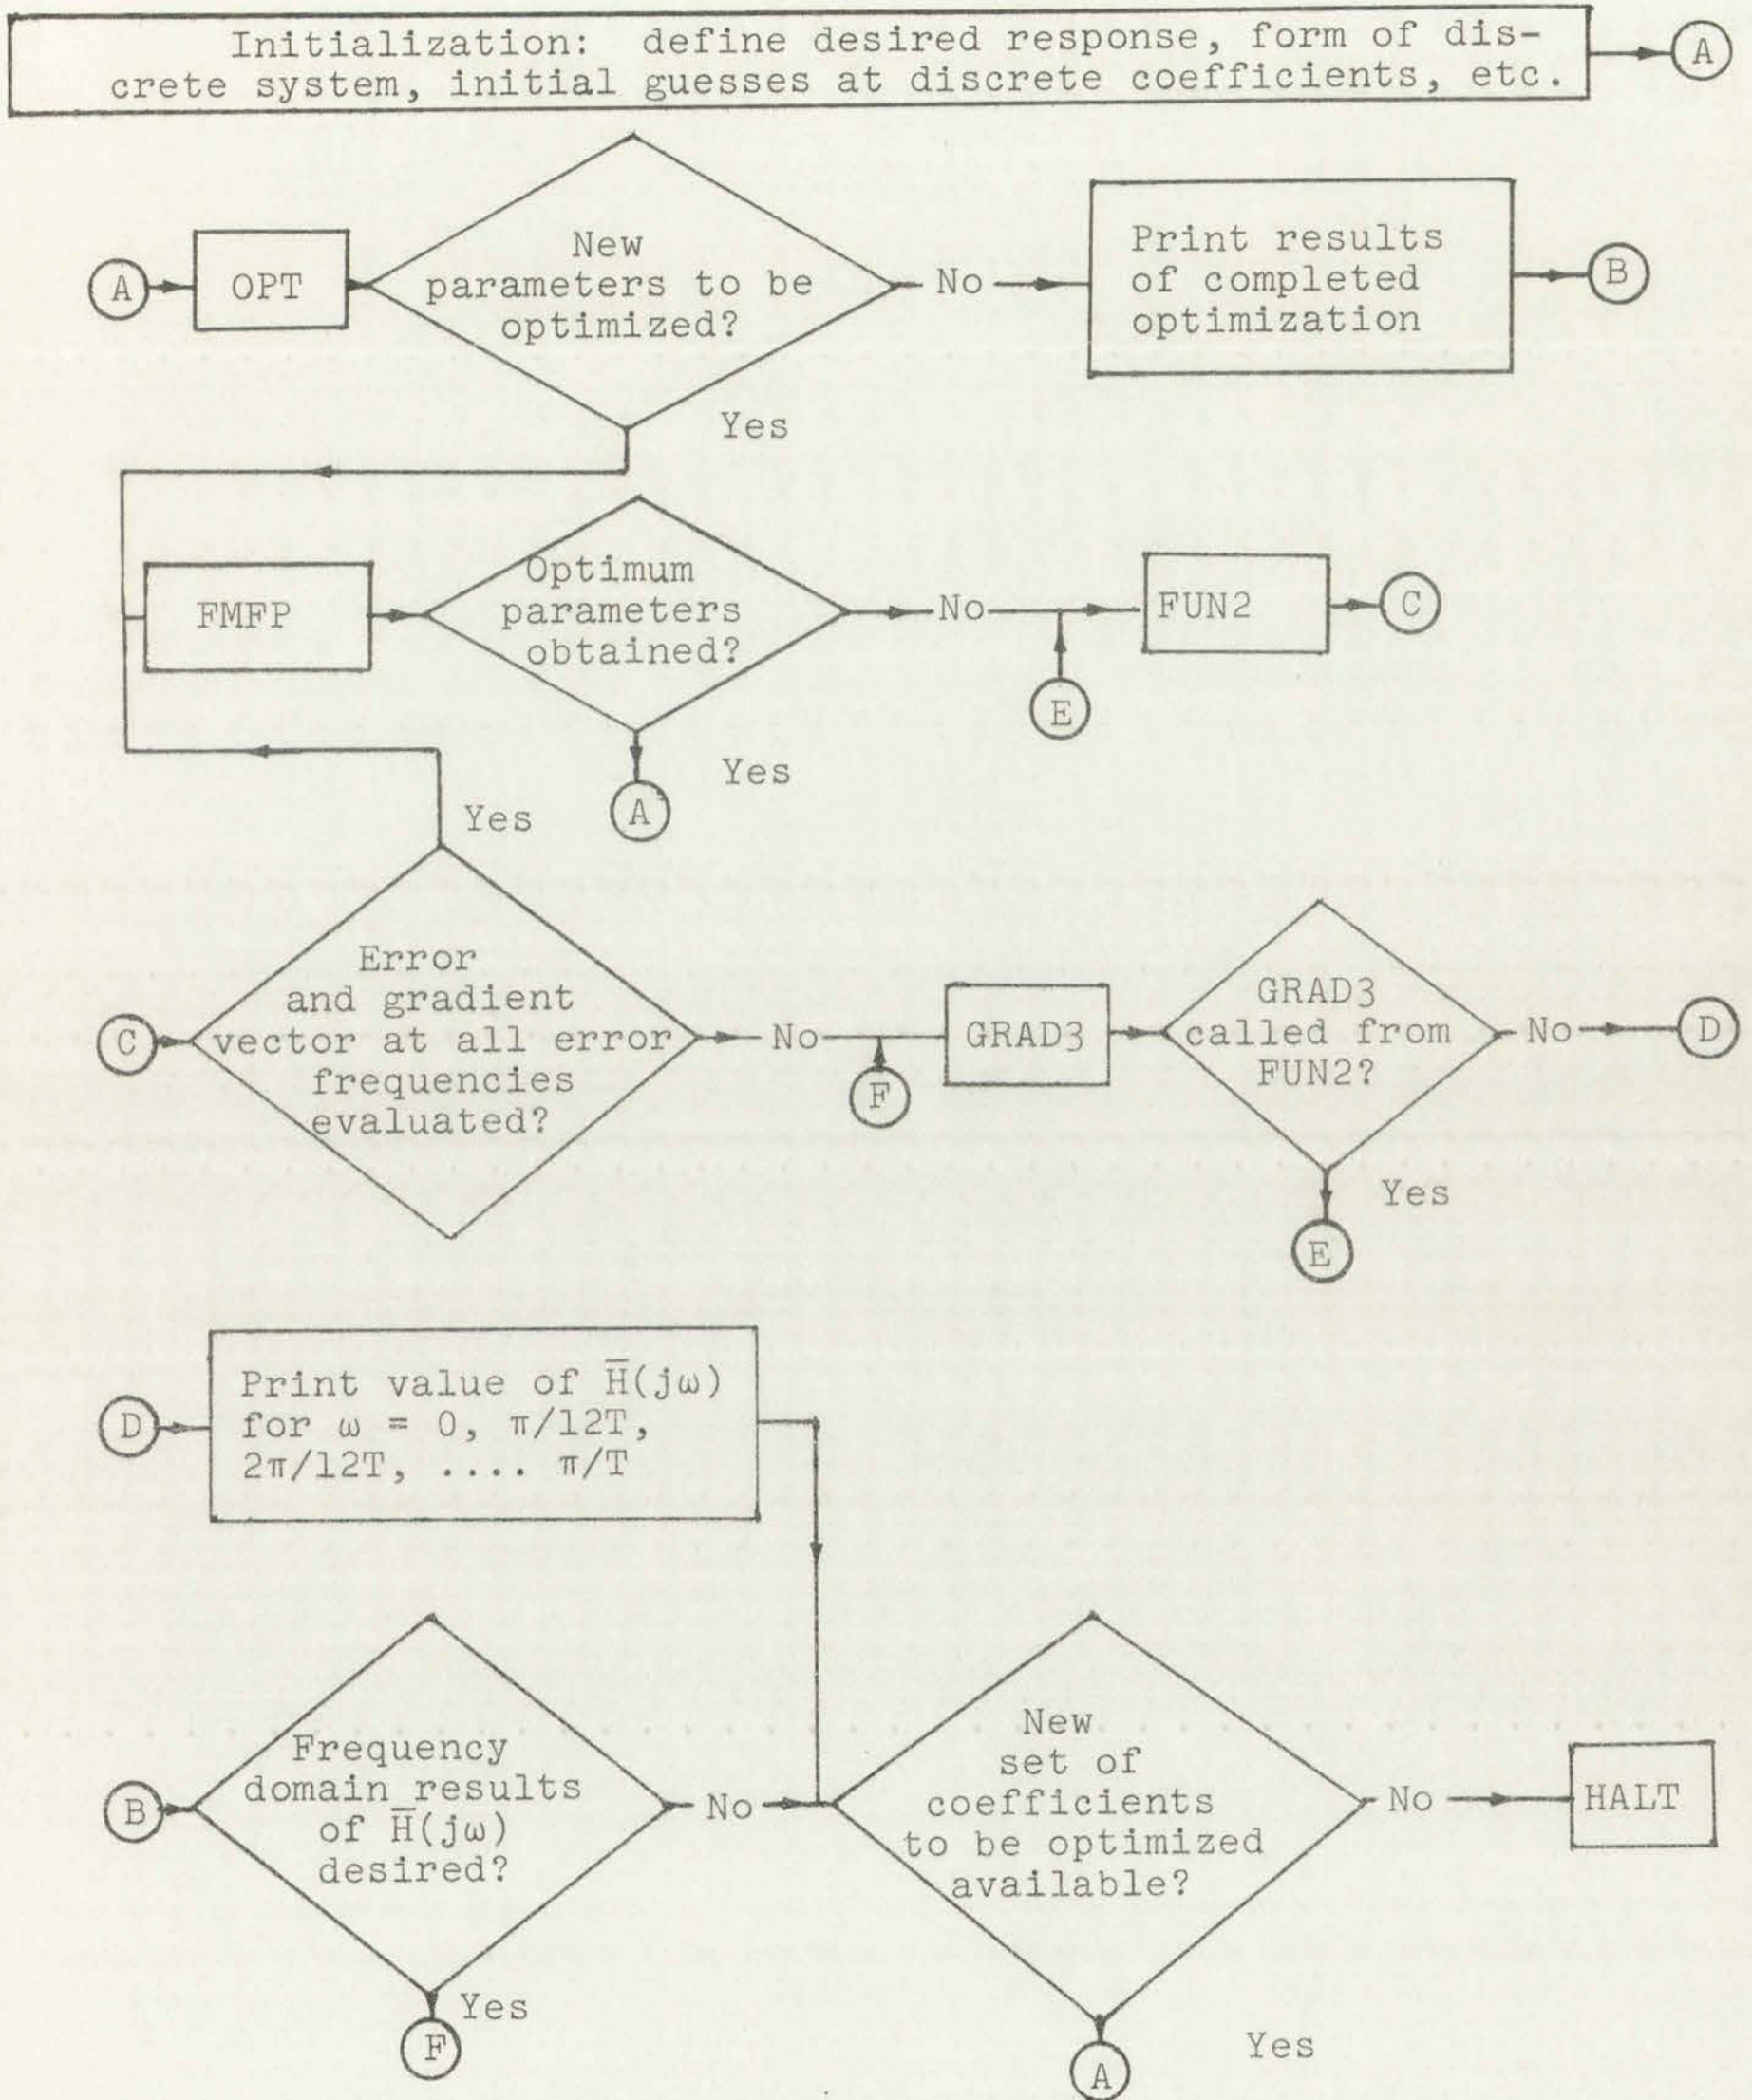 Initialization: define desired response, form of dis-
crete system, initial guesses at discrete coefficients, etc.
A
A
OPT
New
parameters to be
optimized?
No
Print results
of completed
optimization
B
Yes
FMFP
Optimum
parameters
obtained?
No
FUN2
C
E
Yes
A
Yes
C
Error
and gradient
vector at all error
frequencies
evaluated?
No
F
GRAD3
GRAD3
called from
FUN2?
No
D
Yes
E
D
Print value of H̅(jω)
for ω = 0, π/12T,
2π/12T, .... π/T
B
Frequency
domain results
of H̅(jω)
desired?
No
New
set of
coefficients
to be optimized
available?
No
HALT
Yes
F
Yes
A